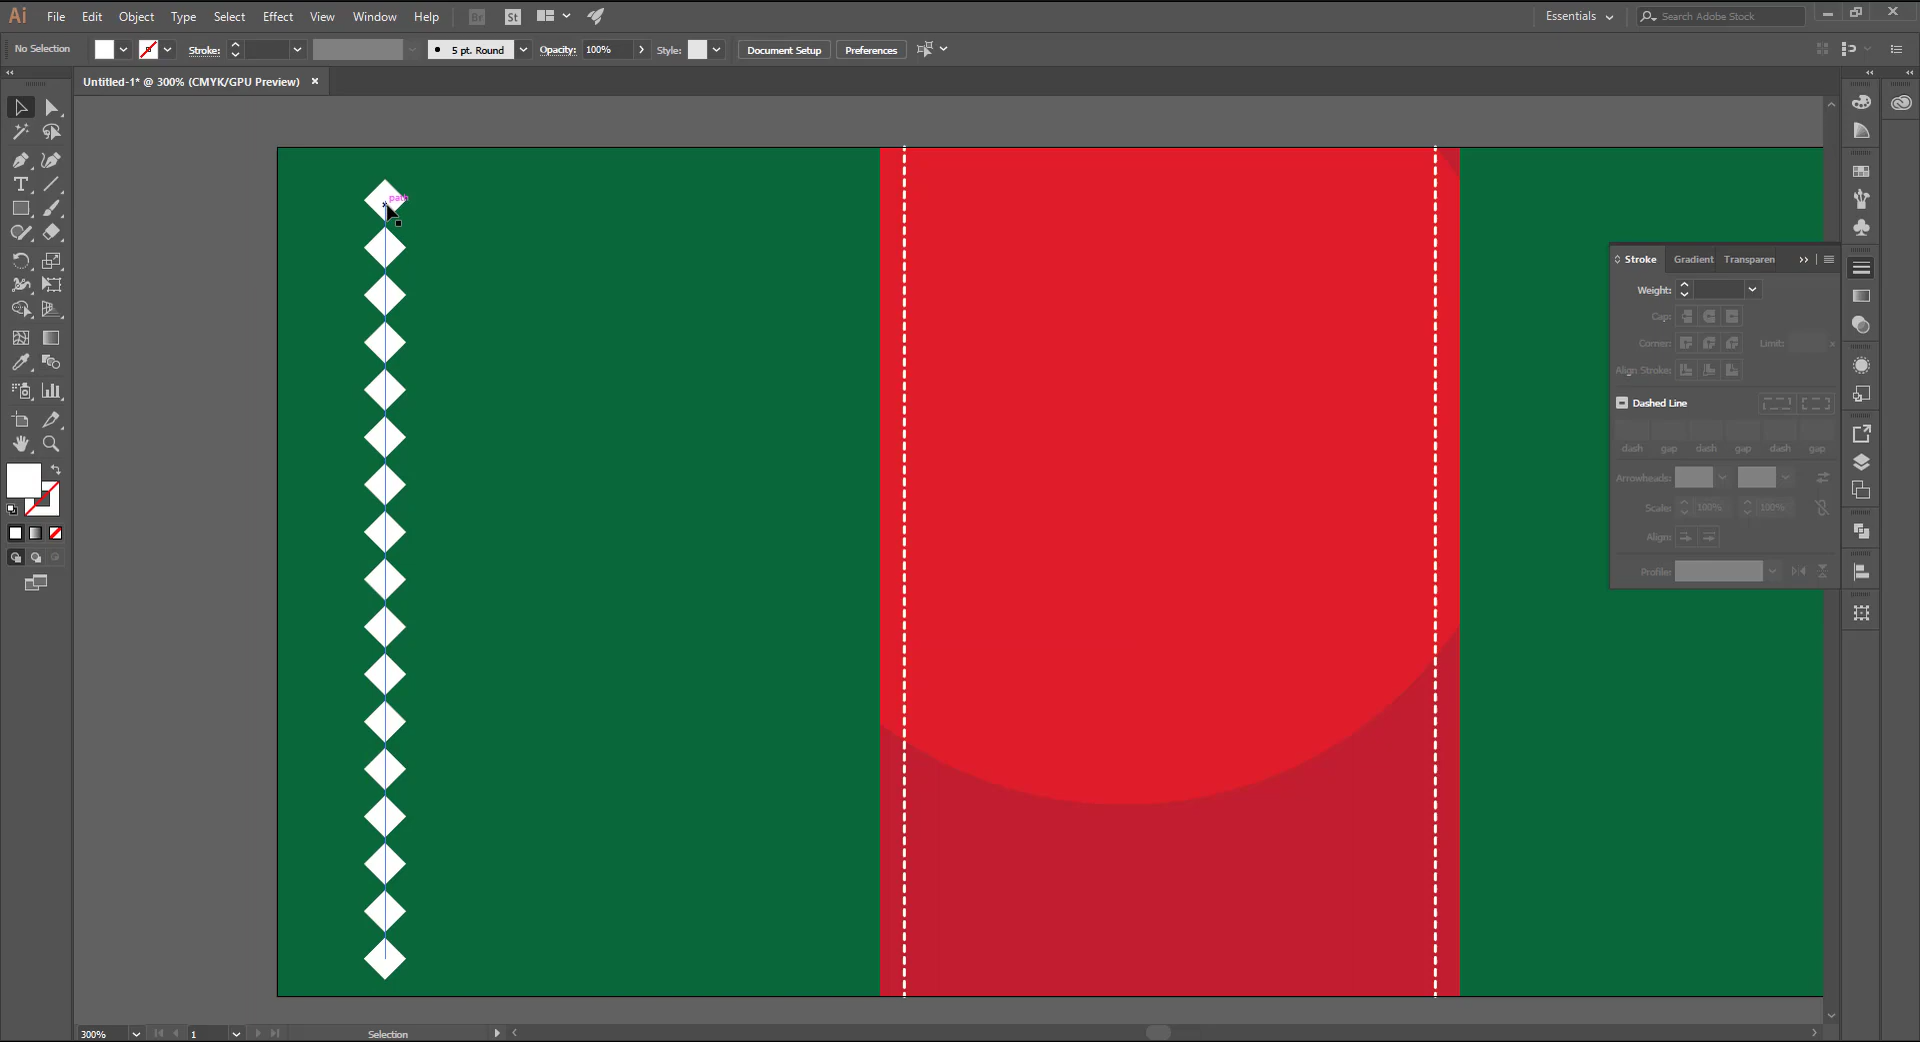 Ai File Edit Object Type Select Effect View Window Help Br St Essentials Search Adobe Stock
No Selection Stroke: 5 pt. Round Opacity: 100% Style: Document Setup Preferences
Untitled-1* @ 300% (CMYK/GPU Preview)
path
Stroke Gradient Transparen
Weight:
Cap:
Corner: Limit:
Align Stroke:
Dashed Line
dash gap dash gap dash gap
Arrowheads:
Scale: 100% 100%
Align:
Profile:
300% 1 Selection